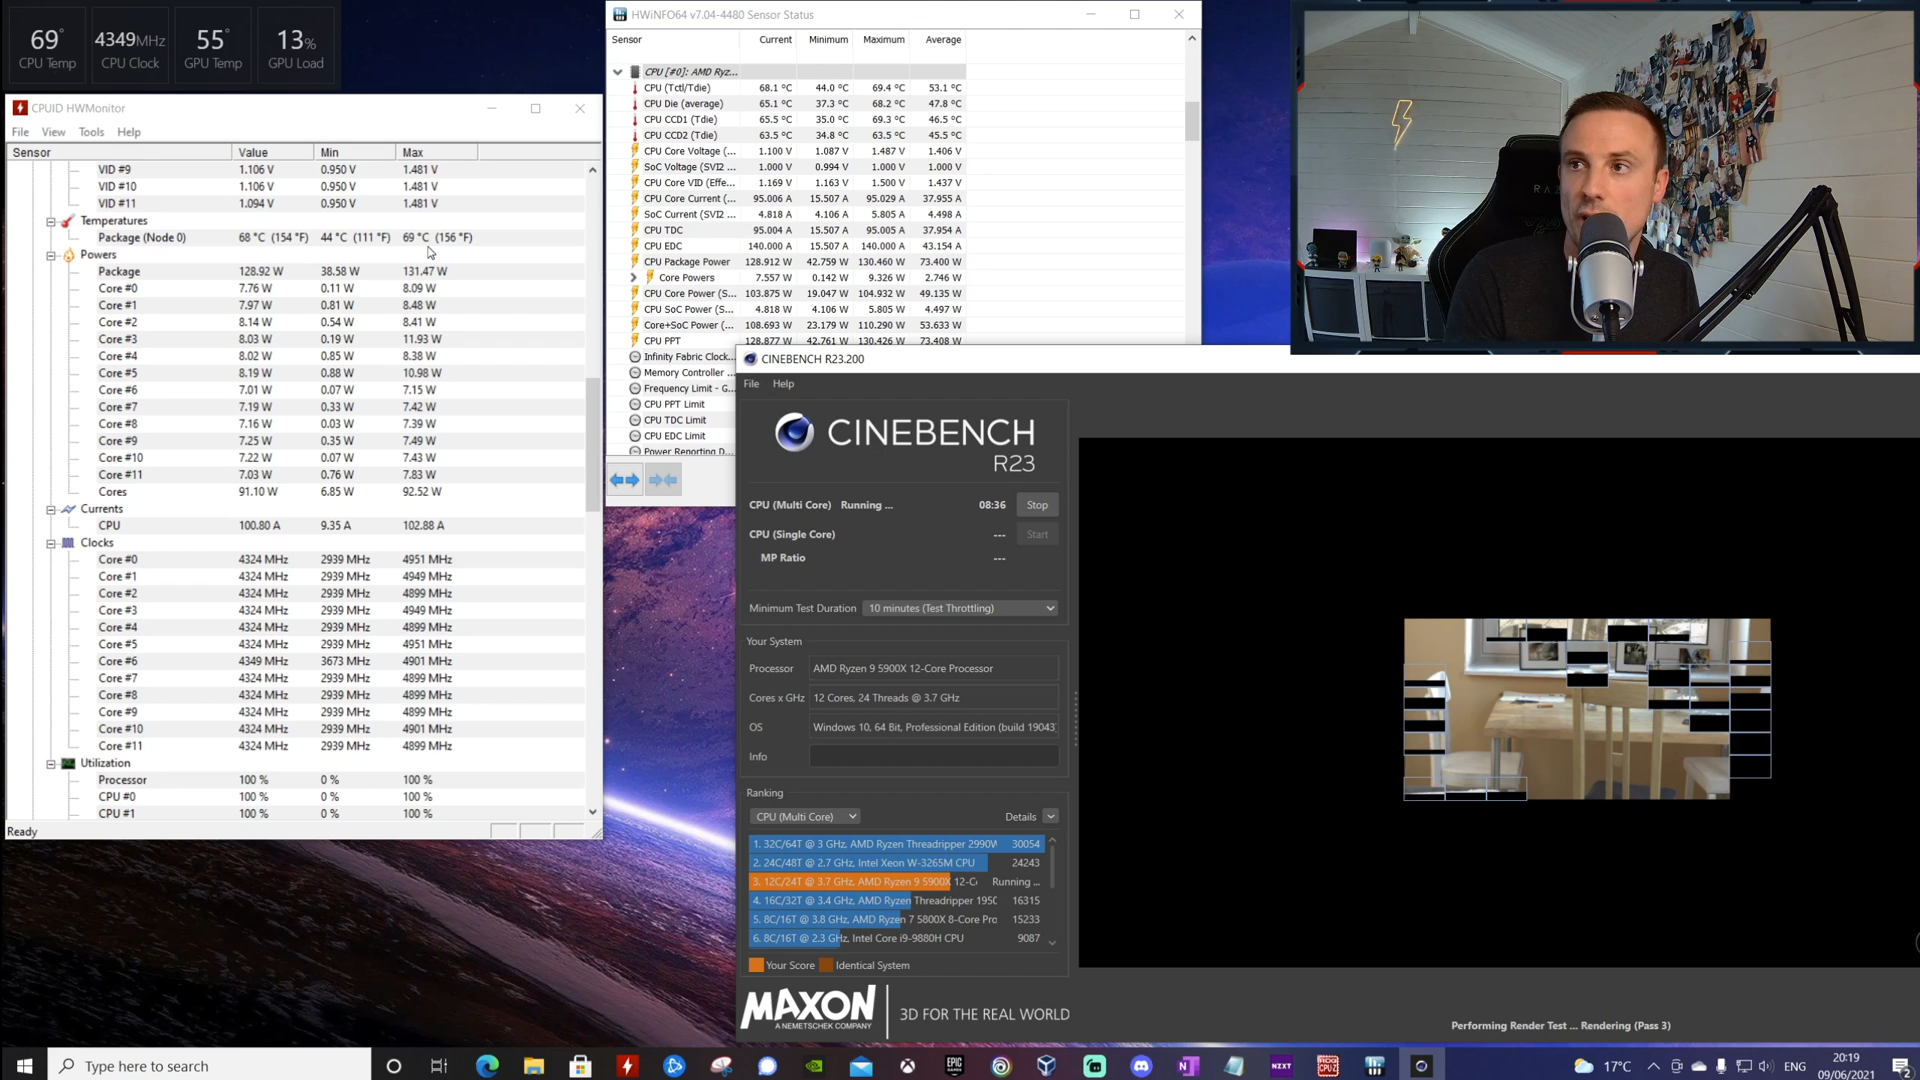 69° CPU Temp
4349MHz CPU Clock
55° GPU Temp
13% GPU Load
CPUID HWMonitor
File View Tools Help
Sensor Value Min Max
VID #9 1.106 V 0.950 V 1.481 V
VID #10 1.106 V 0.950 V 1.481 V
VID #11 1.094 V 0.950 V 1.481 V
Temperatures
Package (Node 0) 68 °C (154 °F) 44 °C (111 °F) 69 °C (156 °F)
Powers
Package 128.92 W 38.58 W 131.47 W
Core #0 7.76 W 0.11 W 8.09 W
Core #1 7.97 W 0.81 W 8.48 W
Core #2 8.14 W 0.54 W 8.41 W
Core #3 8.03 W 0.19 W 11.93 W
Core #4 8.02 W 0.85 W 8.38 W
Core #5 8.19 W 0.88 W 10.98 W
Core #6 7.01 W 0.07 W 7.15 W
Core #7 7.19 W 0.33 W 7.42 W
Core #8 7.16 W 0.03 W 7.39 W
Core #9 7.25 W 0.35 W 7.49 W
Core #10 7.22 W 0.07 W 7.43 W
Core #11 7.03 W 0.76 W 7.83 W
Cores 91.10 W 6.85 W 92.52 W
Currents
CPU 100.80 A 9.35 A 102.88 A
Clocks
Core #0 4324 MHz 2939 MHz 4951 MHz
Core #1 4324 MHz 2939 MHz 4949 MHz
Core #2 4324 MHz 2939 MHz 4899 MHz
Core #3 4324 MHz 2939 MHz 4949 MHz
Core #4 4324 MHz 2939 MHz 4899 MHz
Core #5 4324 MHz 2939 MHz 4951 MHz
Core #6 4349 MHz 3673 MHz 4901 MHz
Core #7 4324 MHz 2939 MHz 4899 MHz
Core #8 4324 MHz 2939 MHz 4899 MHz
Core #9 4324 MHz 2939 MHz 4899 MHz
Core #10 4324 MHz 2939 MHz 4901 MHz
Core #11 4324 MHz 2939 MHz 4899 MHz
Utilization
Processor 100 % 0 % 100 %
CPU #0 100 % 0 % 100 %
CPU #1 100 % 0 % 100 %
Ready
HWiNFO64 v7.04-4480 Sensor Status
Sensor Current Minimum Maximum Average
CPU [#0]: AMD Ryz...
CPU (Tctl/Tdie) 68.1 °C 44.0 °C 69.4 °C 53.1 °C
CPU Die (average) 65.1 °C 37.3 °C 68.2 °C 47.8 °C
CPU CCD1 (Tdie) 65.5 °C 35.0 °C 69.3 °C 46.5 °C
CPU CCD2 (Tdie) 63.5 °C 34.8 °C 63.5 °C 45.5 °C
CPU Core Voltage (... 1.100 V 1.087 V 1.487 V 1.406 V
SoC Voltage (SVI2 ... 1.000 V 0.994 V 1.000 V 1.000 V
CPU Core VID (Effe... 1.169 V 1.163 V 1.500 V 1.437 V
CPU Core Current (... 95.006 A 15.507 A 95.029 A 37.955 A
SoC Current (SVI2 ... 4.818 A 4.106 A 5.805 A 4.498 A
CPU TDC 95.004 A 15.507 A 95.000 A 37.954 A
CPU EDC 140.000 A 15.507 A 140.000 A 43.154 A
CPU Package Power 128.912 W 42.759 W 130.460 W 73.400 W
Core Powers 7.557 W 0.142 W 9.326 W 2.746 W
CPU Core Power (S... 103.875 W 19.047 W 104.932 W 49.135 W
CPU SoC Power (S... 4.818 W 4.106 W 5.805 W 4.497 W
Core+SoC Power (... 108.693 W 23.179 W 110.290 W 53.633 W
CPU PPT 128.877 W 42.761 W 130.426 W 73.408 W
Infinity Fabric Clock...
Memory Controller ...
Frequency Limit - G...
CPU PPT Limit
CPU TDC Limit
CPU EDC Limit
Power Reporting D...
CINEBENCH R23.200
File Help
CINEBENCH
R23
CPU (Multi Core) Running ... 08:36 Stop
CPU (Single Core) --- Start
MP Ratio ---
Minimum Test Duration 10 minutes (Test Throttling)
Your System
Processor AMD Ryzen 9 5900X 12-Core Processor
Cores x GHz 12 Cores, 24 Threads @ 3.7 GHz
OS Windows 10, 64 Bit, Professional Edition (build 19043
Info
Ranking
CPU (Multi Core) Details
1. 32C/64T @ 3 GHz, AMD Ryzen Threadripper 2990W 30054
2. 24C/48T @ 2.7 GHz, Intel Xeon W-3265M CPU 24243
3. 12C/24T @ 3.7 GHz, AMD Ryzen 9 5900X 12-C Running ...
4. 16C/32T @ 3.4 GHz, AMD Ryzen Threadripper 195 16315
5. 8C/16T @ 3.8 GHz, AMD Ryzen 7 5800X 8-Core Pro 15233
6. 8C/16T @ 2.3 GHz, Intel Core i9-9880H CPU 9087
Your Score Identical System
MAXON
A NEMETSCHEK COMPANY
3D FOR THE REAL WORLD
Performing Render Test ... Rendering (Pass 3)
Type here to search
EPIC GAMES
NZXT
17°C
ENG
20:19
09/06/2021
2